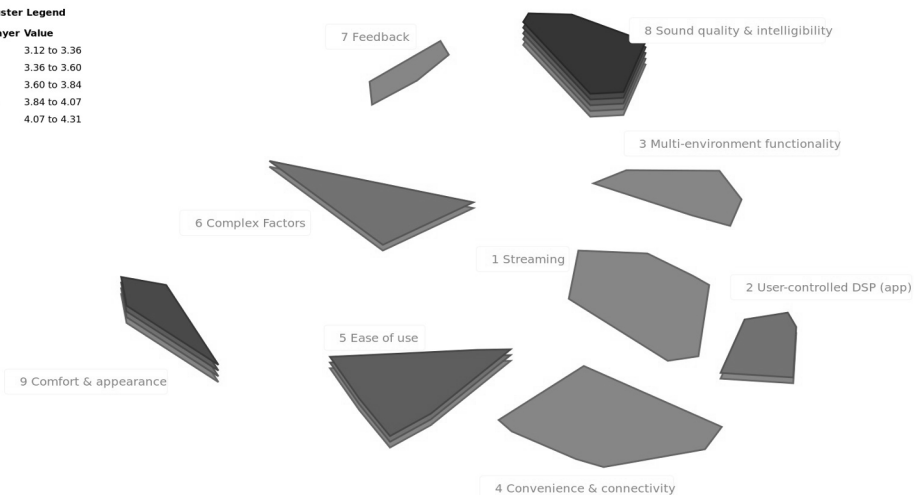 uster Legend
ayer Value
3.12 to 3.36
3.36 to 3.60
3.60 to 3.84
3.84 to 4.07
4.07 to 4.31
7 Feedback
8 Sound quality & intelligibility
3 Multi-environment functionality
6 Complex Factors
1 Streaming
2 User-controlled DSP (app)
5 Ease of use
9 Comfort & appearance
4 Convenience & connectivity